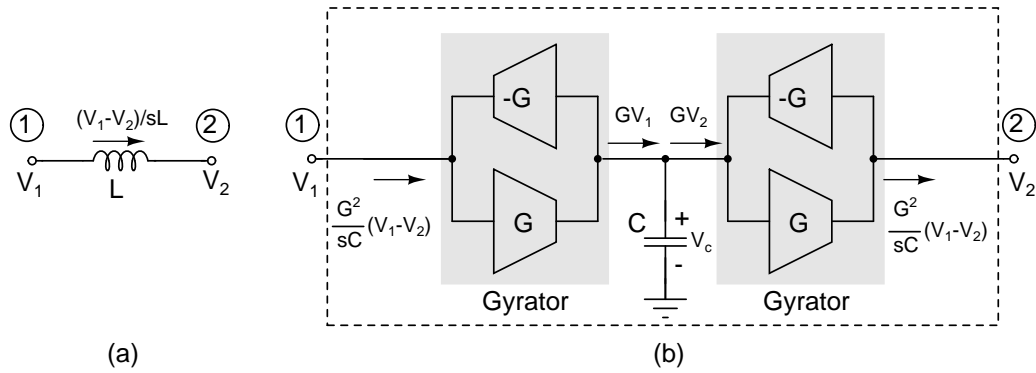 1
(V₁-V₂)/sL
2
V₁
L
V₂
(a)
1
V₁
G²/sC (V₁-V₂)
-G
G
Gyrator
GV₁
GV₂
C
+
V_c
-
-G
G
Gyrator
2
V₂
G²/sC (V₁-V₂)
(b)